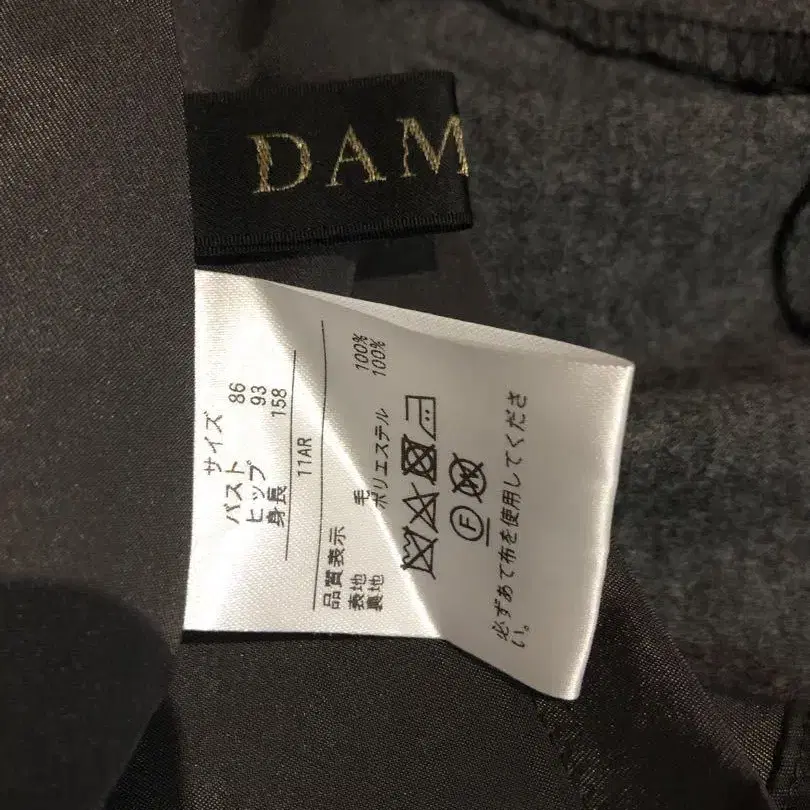 DAM
サイズ
バスト 86
ヒップ 93
身長 158
11AR
品質表示
表地 毛 100%
裏地 ポリエステル 100%
F
W
必ずあて布を使用してくださ
い。